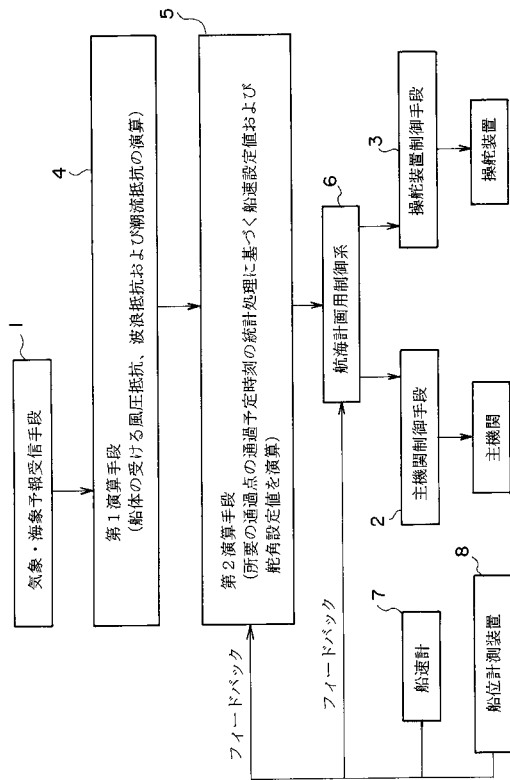 1
気象・海象予報受信手段
4
第1演算手段
(船体の受ける風圧抵抗、波浪抵抗および潮流抵抗の演算)
5
第2演算手段
(所要の通過点の通過予定時刻の統計処理に基づく船速設定値および
舵角設定値を演算)
フィードバック
6
航海計画用制御系
フィードバック
2
主機関制御手段
3
操舵装置制御手段
主機関
操舵装置
7
船速計
8
船位計測装置